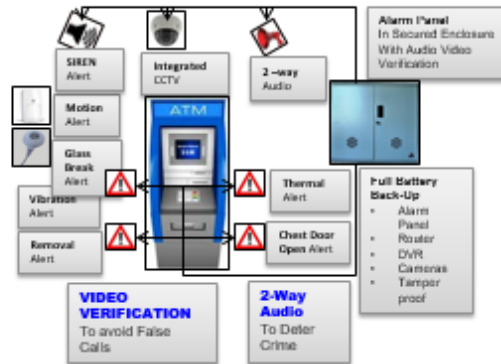 SIREN
Alert
Integrated
CCTV
2 –way
Audio
Alarm Panel
In Secured Enclosure
With Audio Video
Verification
Motion
Alert
ATM
Glass
Break
Alert
Thermal
Alert
Vibration
Alert
Removal
Alert
Chest Door
Open Alert
Full Battery
Back-Up
• Alarm
Panel
• Router
• DVR
• Cameras
• Tamper
proof
VIDEO
VERIFICATION
To avoid False
Calls
2-Way
Audio
To Deter
Crime